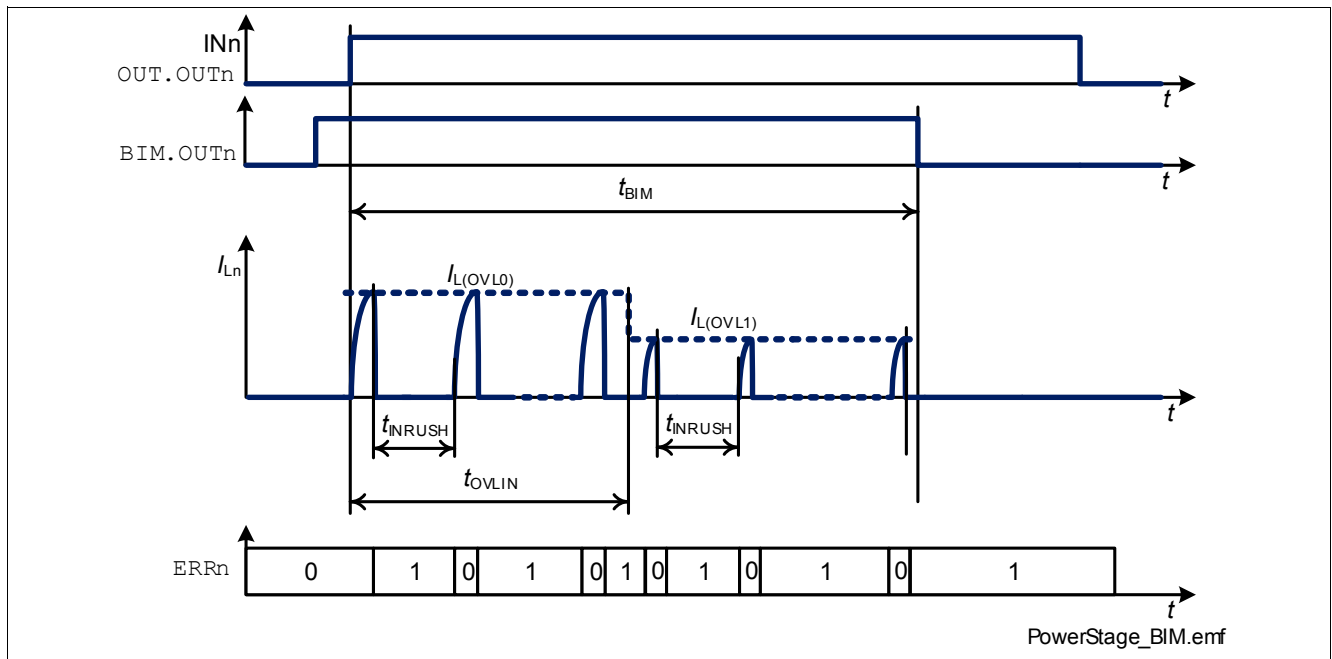 INn
OUT.OUTn
t
BIM.OUTn
t
tBIM
ILn
IL(OVL0)
IL(OVL1)
t
tINRUSH
tINRUSH
tOVLIN
ERRn
0 1 0 1 0 1 0 1 0 1 0 1
t
PowerStage_BIM.emf